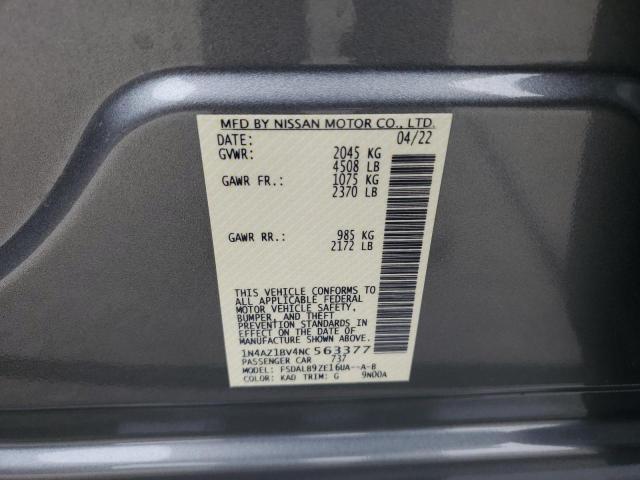 MFD BY NISSAN MOTOR CO., LTD.
DATE: 04/22
GVWR: 2045 KG
4508 LB
GAWR FR.: 1075 KG
2370 LB
GAWR RR.: 985 KG
2172 LB
THIS VEHICLE CONFORMS TO
ALL APPLICABLE FEDERAL
MOTOR VEHICLE SAFETY,
BUMPER, AND THEFT
PREVENTION STANDARDS IN
EFFECT ON THE DATE OF
MANUFACTURE SHOWN ABOVE.
1N4AZ1BV4NC 563377
PASSENGER CAR 737
MODEL: FSDALB9ZE16UA--A-B
COLOR: KAD TRIM: G 9N00A